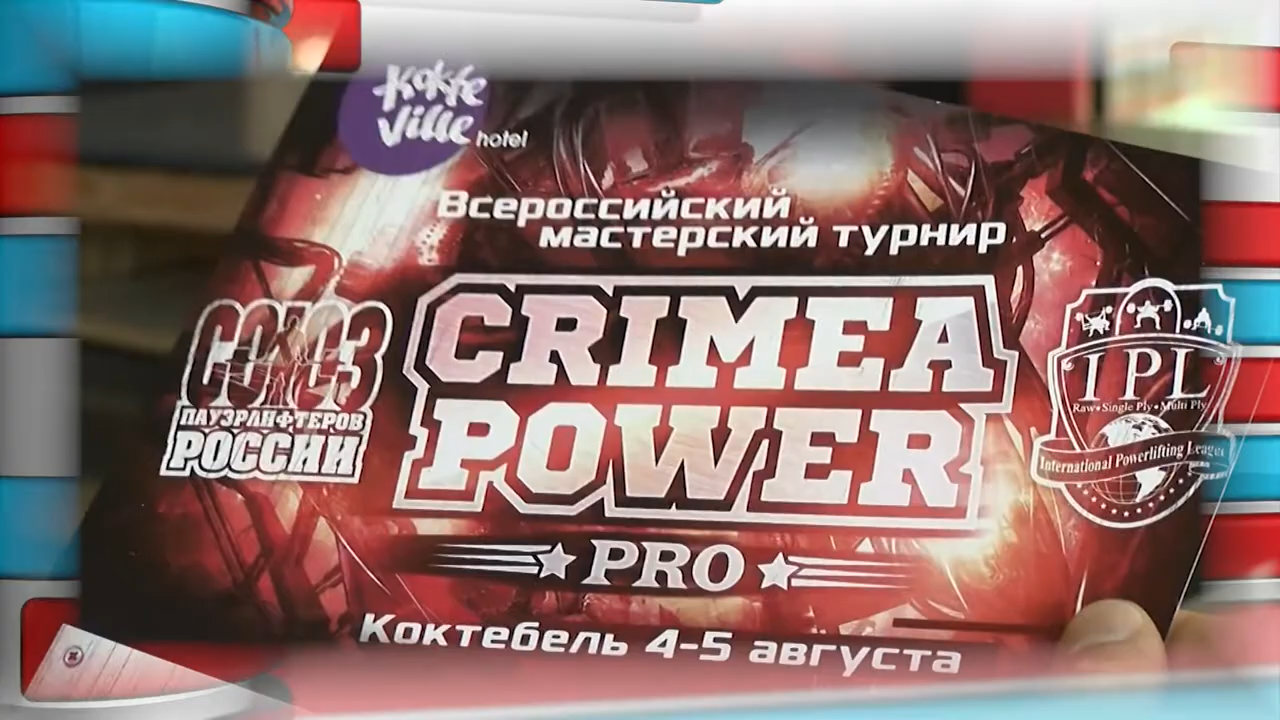 Kokte
Ville hotel
Всероссийский
мастерский турнир
СОЮЗ
ПАУЭРЛИФТЕРОВ
РОССИИ
CRIMEA
POWER
PRO
IPL
Raw•Single Ply•Multi Ply
International Powerlifting League
Коктебель 4-5 августа